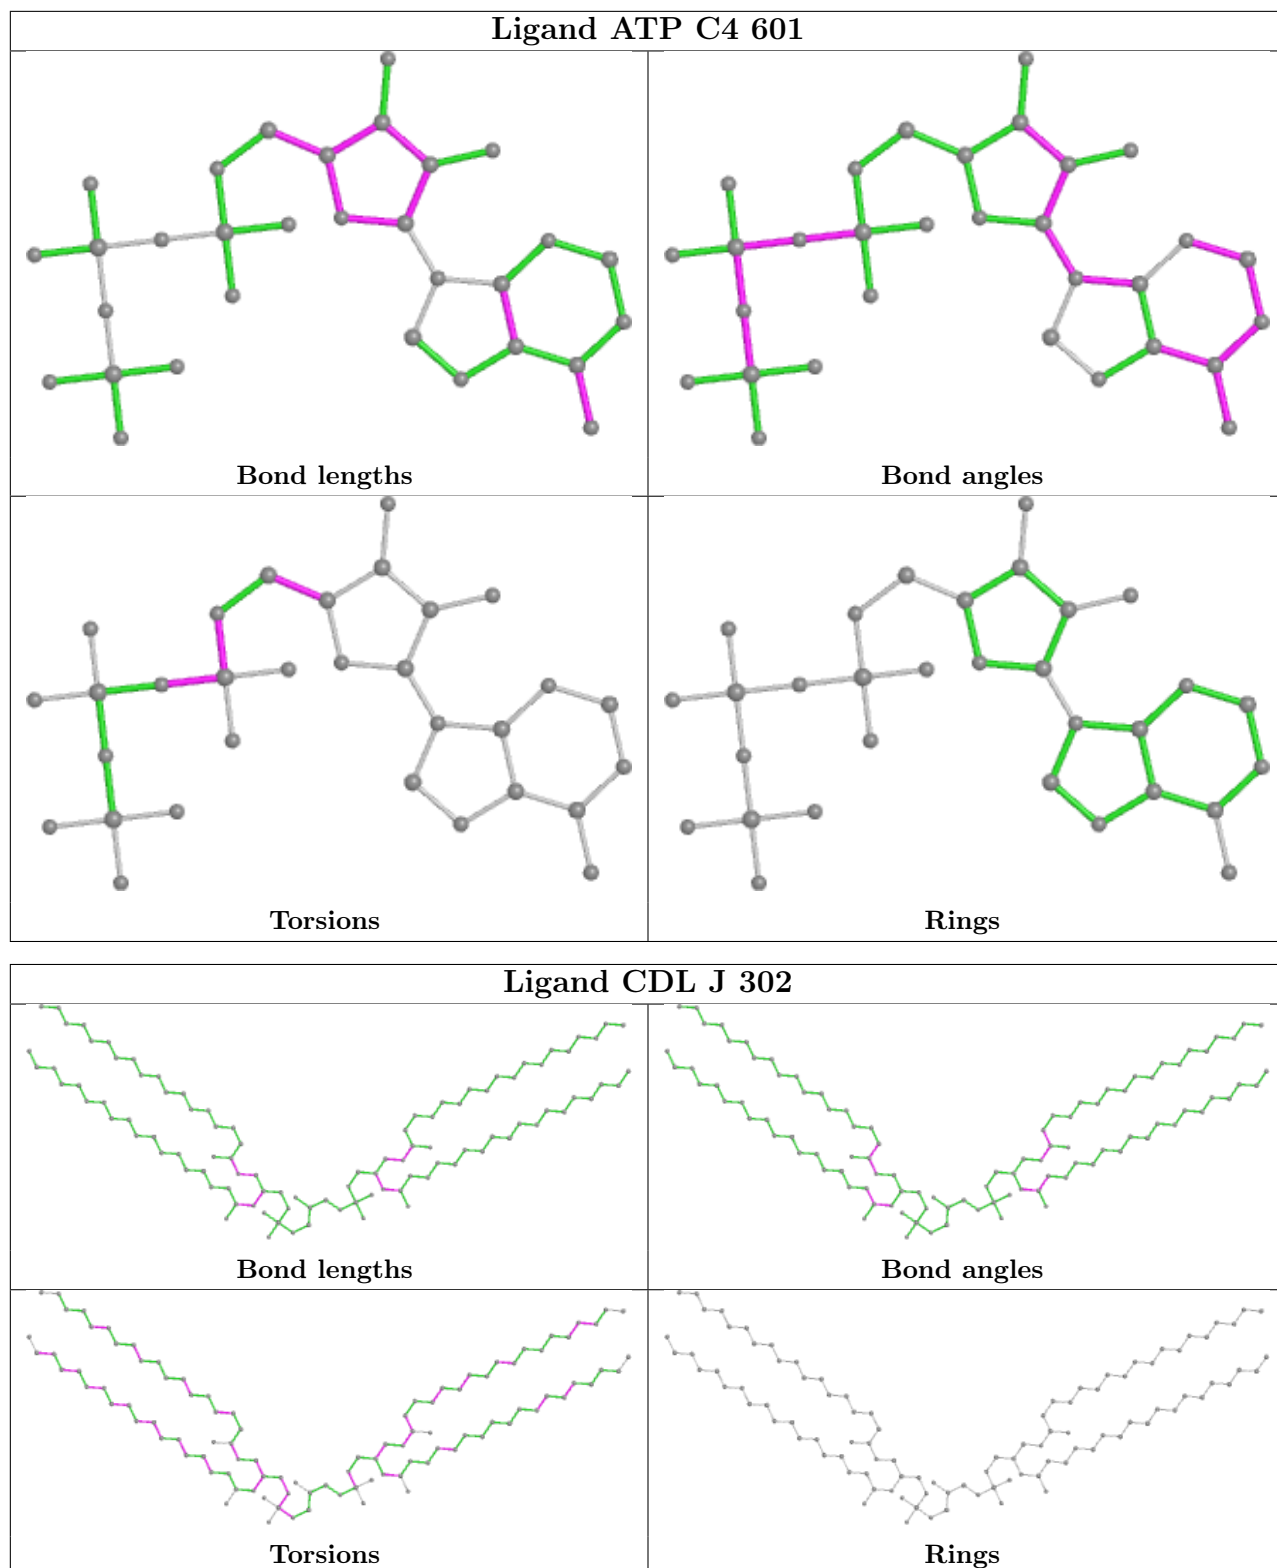 Ligand ATP C4 601
Bond lengths
Bond angles
Torsions
Rings
Ligand CDL J 302
Bond lengths
Bond angles
Torsions
Rings